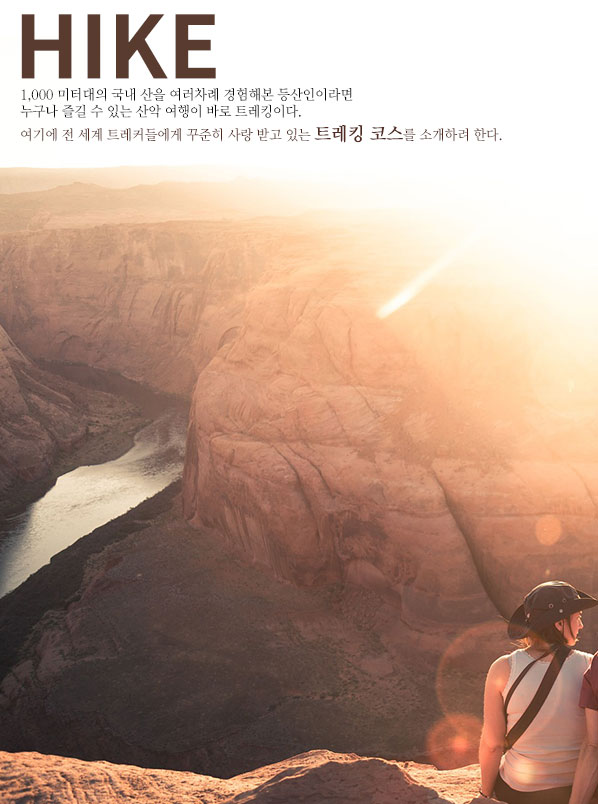 HIKE
1,000 미터대의 국내 산을 여러차례 경험해본 등산인이라면
누구나 즐길 수 있는 산악 여행이 바로 트레킹이다.
여기에 전 세계 트레커들에게 꾸준히 사랑 받고 있는 트레킹 코스를 소개하려 한다.